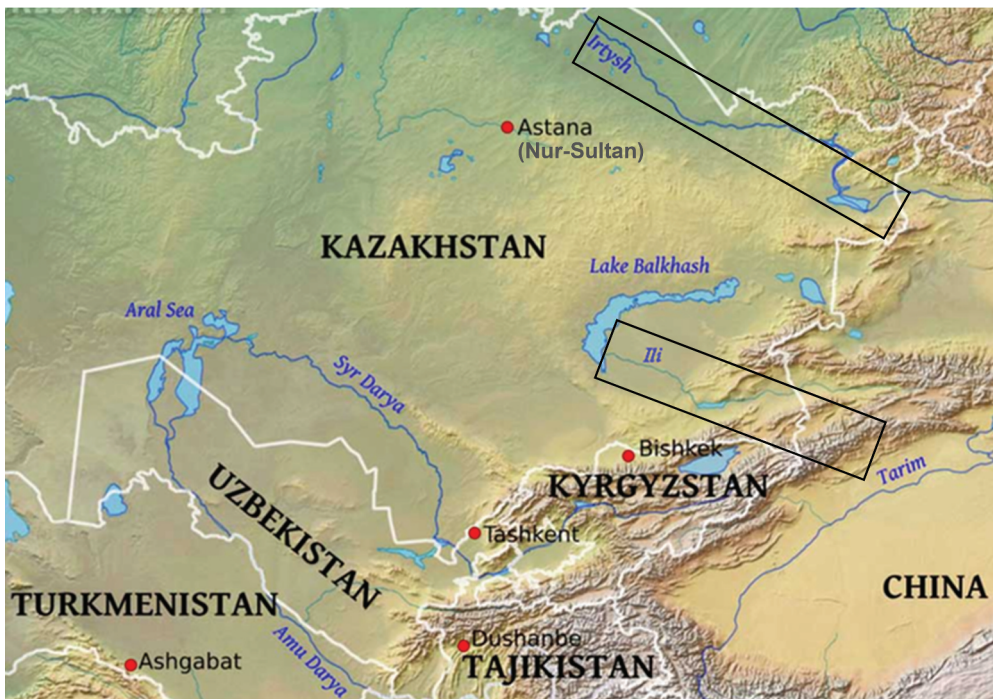 Irtysh
Astana
(Nur-Sultan)
KAZAKHSTAN
Lake Balkhash
Aral Sea
Ili
Syr Darya
Bishkek
Tarim
KYRGYZSTAN
UZBEKISTAN
Tashkent
CHINA
TURKMENISTAN
Dushanbe
Amu Darya
Ashgabat
TAJIKISTAN